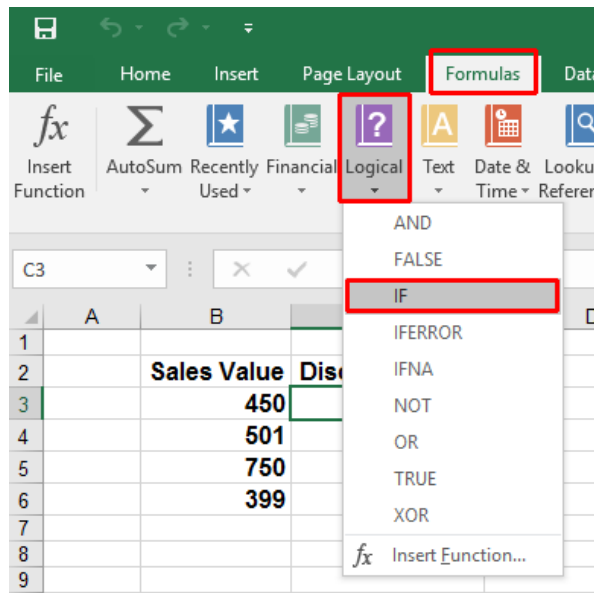 File Home Insert Page Layout Formulas
fx Σ ? A
Insert AutoSum Recently Financial Logical Text Date &
Function Used Time
AND
C3 FALSE
IF
A B
1 IFERROR
2 Sales Value IFNA
3 450 NOT
4 501 OR
5 750 TRUE
6 399 XOR
7
8 fx Insert Function...
9